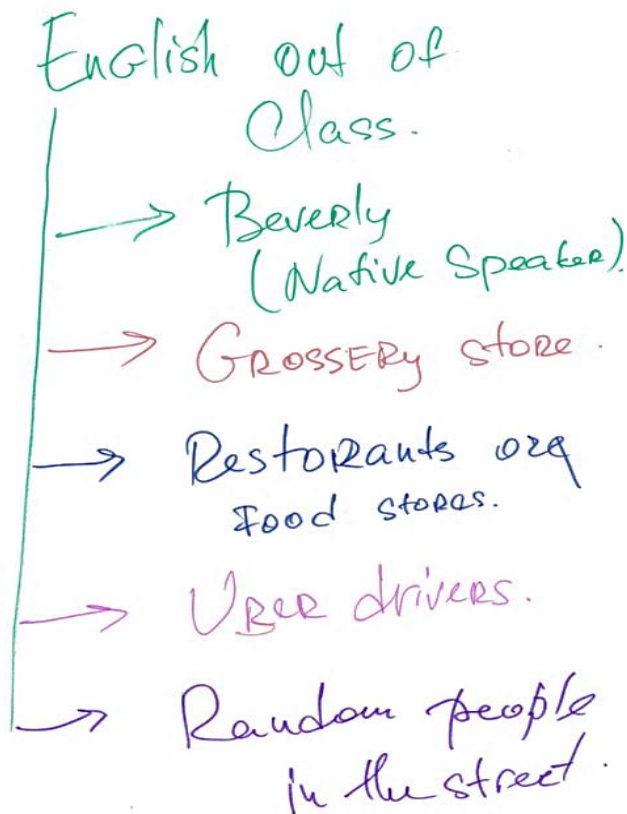 English out of
Class.
Beverly
(Native Speaker).
Grossery store.
Restorants org
Food stores.
Uber drivers.
Random people
in the street.